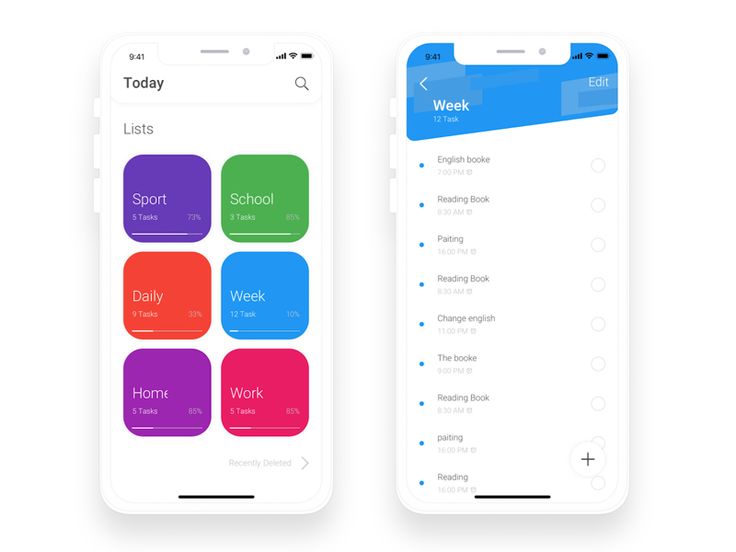 9:41
Today
Lists
Sport
5 Tasks 73%
School
3 Tasks 85%
Daily
9 Tasks 33%
Week
12 Task 10%
Home
5 Tasks 85%
Work
5 Tasks 85%
Recently Deleted
9:41
Edit
Week
12 Task
English booke
7:00 PM
Reading Book
8:30 AM
Paiting
16:00 PM
Reading Book
8:30 AM
Change english
11:00 PM
The booke
9:00 PM
Reading Book
8:30 AM
paiting
16:00 PM
Reading
16:00 PM